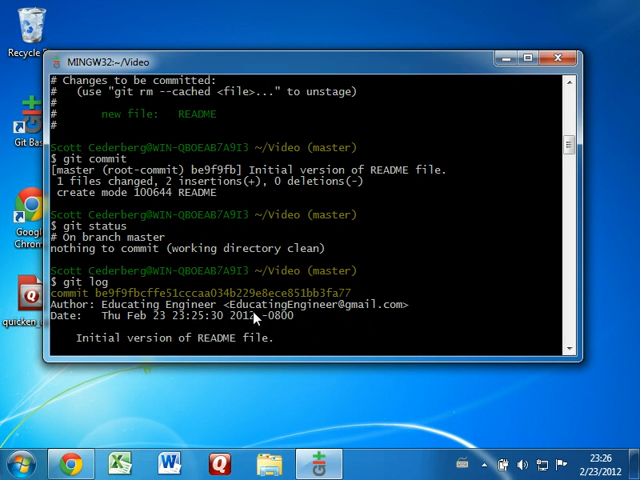 Recycle
MINGW32:~/Video
# Changes to be committed:
#   (use "git rm --cached <file>..." to unstage)
#
#       new file:   README
#
Scott Cederberg@WIN-QBOEAB7A9I3 ~/Video (master)
$ git commit
[master (root-commit) be9f9fb] Initial version of README file.
1 files changed, 2 insertions(+), 0 deletions(-)
create mode 100644 README
Scott Cederberg@WIN-QBOEAB7A9I3 ~/Video (master)
$ git status
# On branch master
nothing to commit (working directory clean)
Scott Cederberg@WIN-QBOEAB7A9I3 ~/Video (master)
$ git log
commit be9f9fbcffe51cccaa034b229e8ece851bb3fa77
Author: Educating Engineer <EducatingEngineer@gmail.com>
Date:   Thu Feb 23 23:25:30 2012 -0800
Initial version of README file.
Git Ba
Google
Chrom
quicken_
23:26
2/23/2012